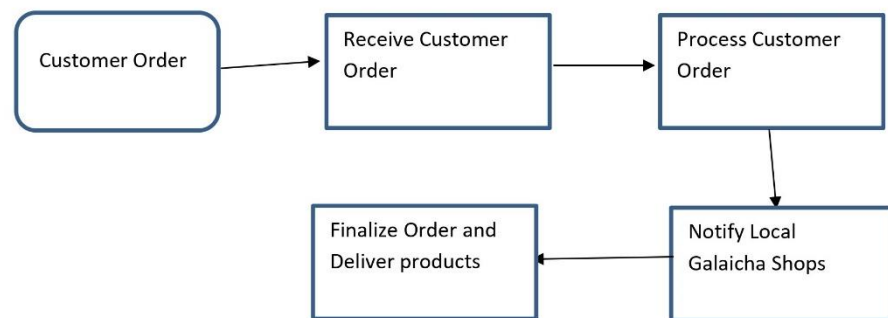 Customer Order
Receive Customer
Order
Process Customer
Order
Notify Local
Galaicha Shops
Finalize Order and
Deliver products